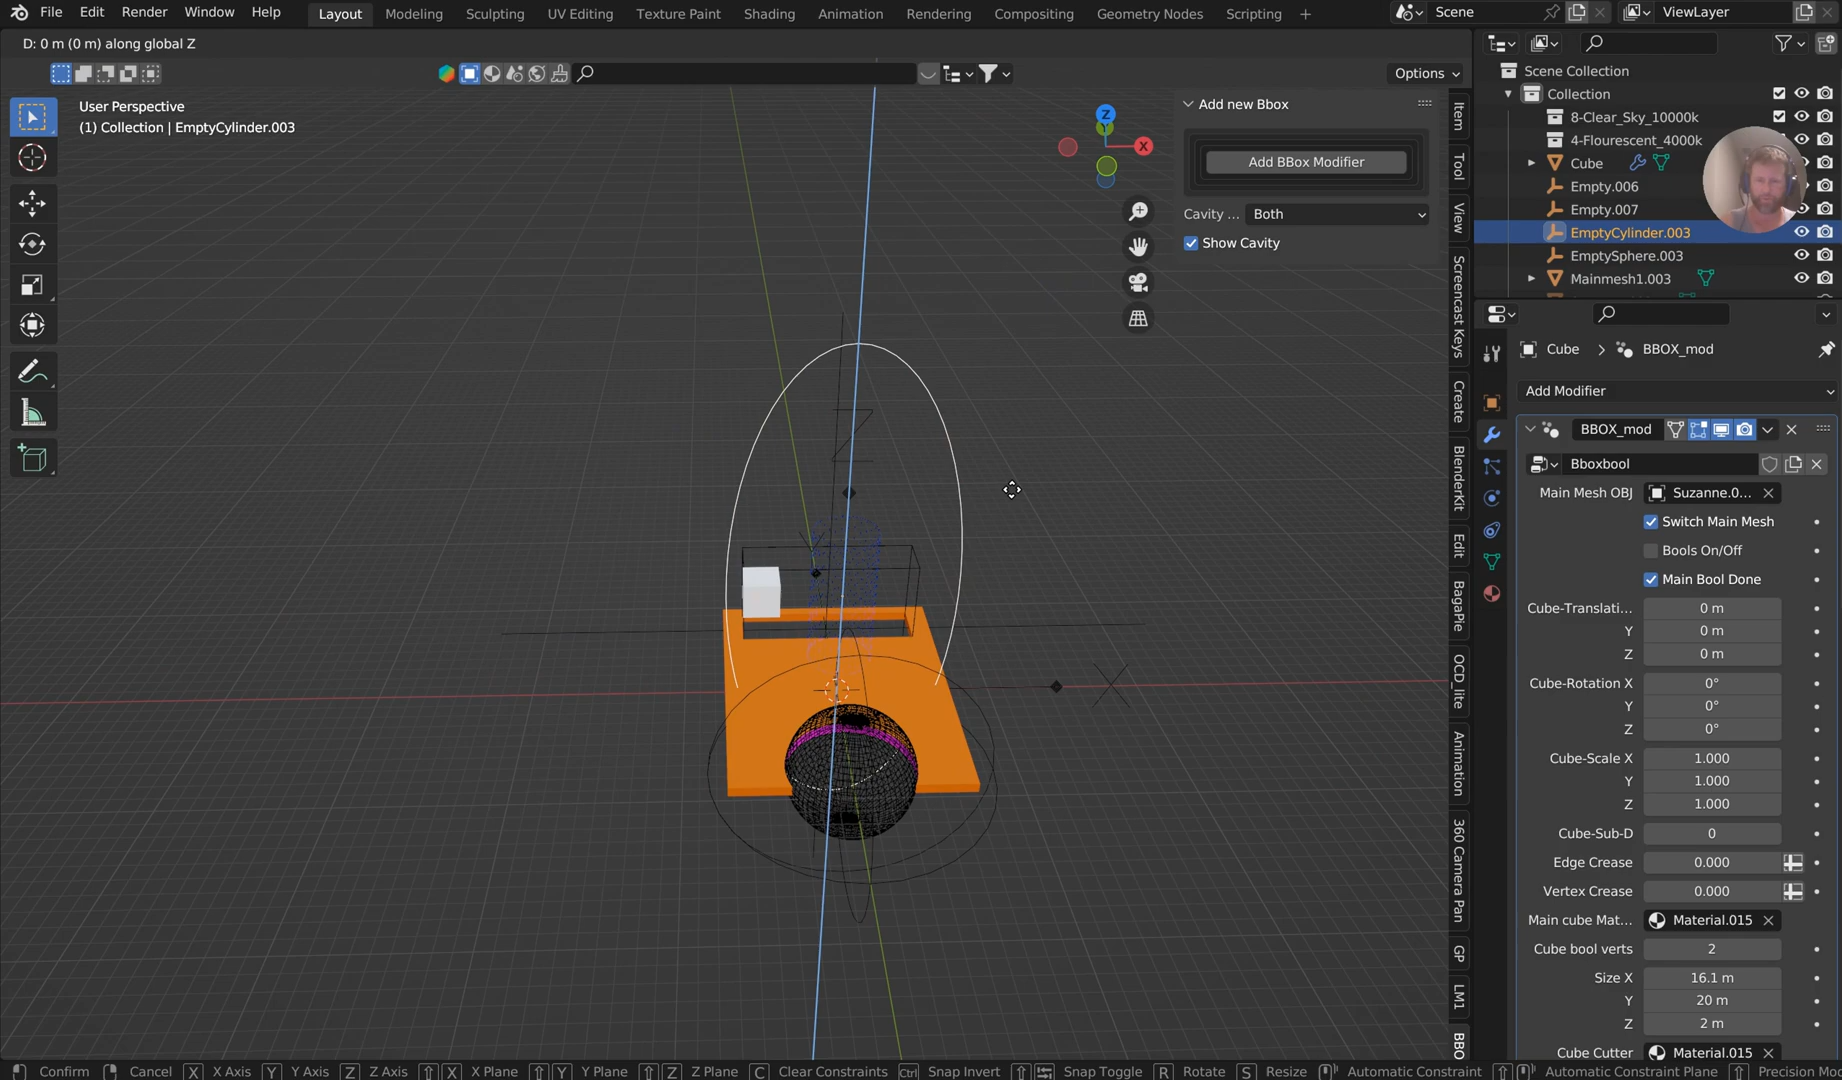 File Edit Render Window Help Layout Modeling Sculpting UV Editing Texture Paint Shading Animation Rendering Compositing Geometry Nodes Scripting + Scene ViewLayer
D: 0 m (0 m) along global Z
Options
User Perspective
(1) Collection | EmptyCylinder.003
Z
Y
X
Add new Bbox
Add BBox Modifier
Cavity ... Both
Show Cavity
Item
Tool
View
Screencast Keys
Create
BlenderKit
Edit
BagaPie
OCD_lite
Animation
360 Camera Pan
GP
LM1
BBO
Scene Collection
Collection
8-Clear_Sky_10000k
4-Flourescent_4000k
Cube
Empty.006
Empty.007
EmptyCylinder.003
EmptySphere.003
Mainmesh1.003
Cube > BBOX_mod
Add Modifier
BBOX_mod
Bboxbool
Main Mesh OBJ Suzanne.0...
Switch Main Mesh
Bools On/Off
Main Bool Done
Cube-Translati... 0 m
Y 0 m
Z 0 m
Cube-Rotation X 0°
Y 0°
Z 0°
Cube-Scale X 1.000
Y 1.000
Z 1.000
Cube-Sub-D 0
Edge Crease 0.000
Vertex Crease 0.000
Main cube Mat... Material.015
Cube bool verts 2
Size X 16.1 m
Y 20 m
Z 2 m
Cube Cutter Material.015
Confirm Cancel X X Axis Y Y Axis Z Z Axis X X Plane Y Y Plane Z Z Plane C Clear Constraints Ctrl Snap Invert Snap Toggle R Rotate S Resize Automatic Constraint Automatic Constraint Plane Precision Mod